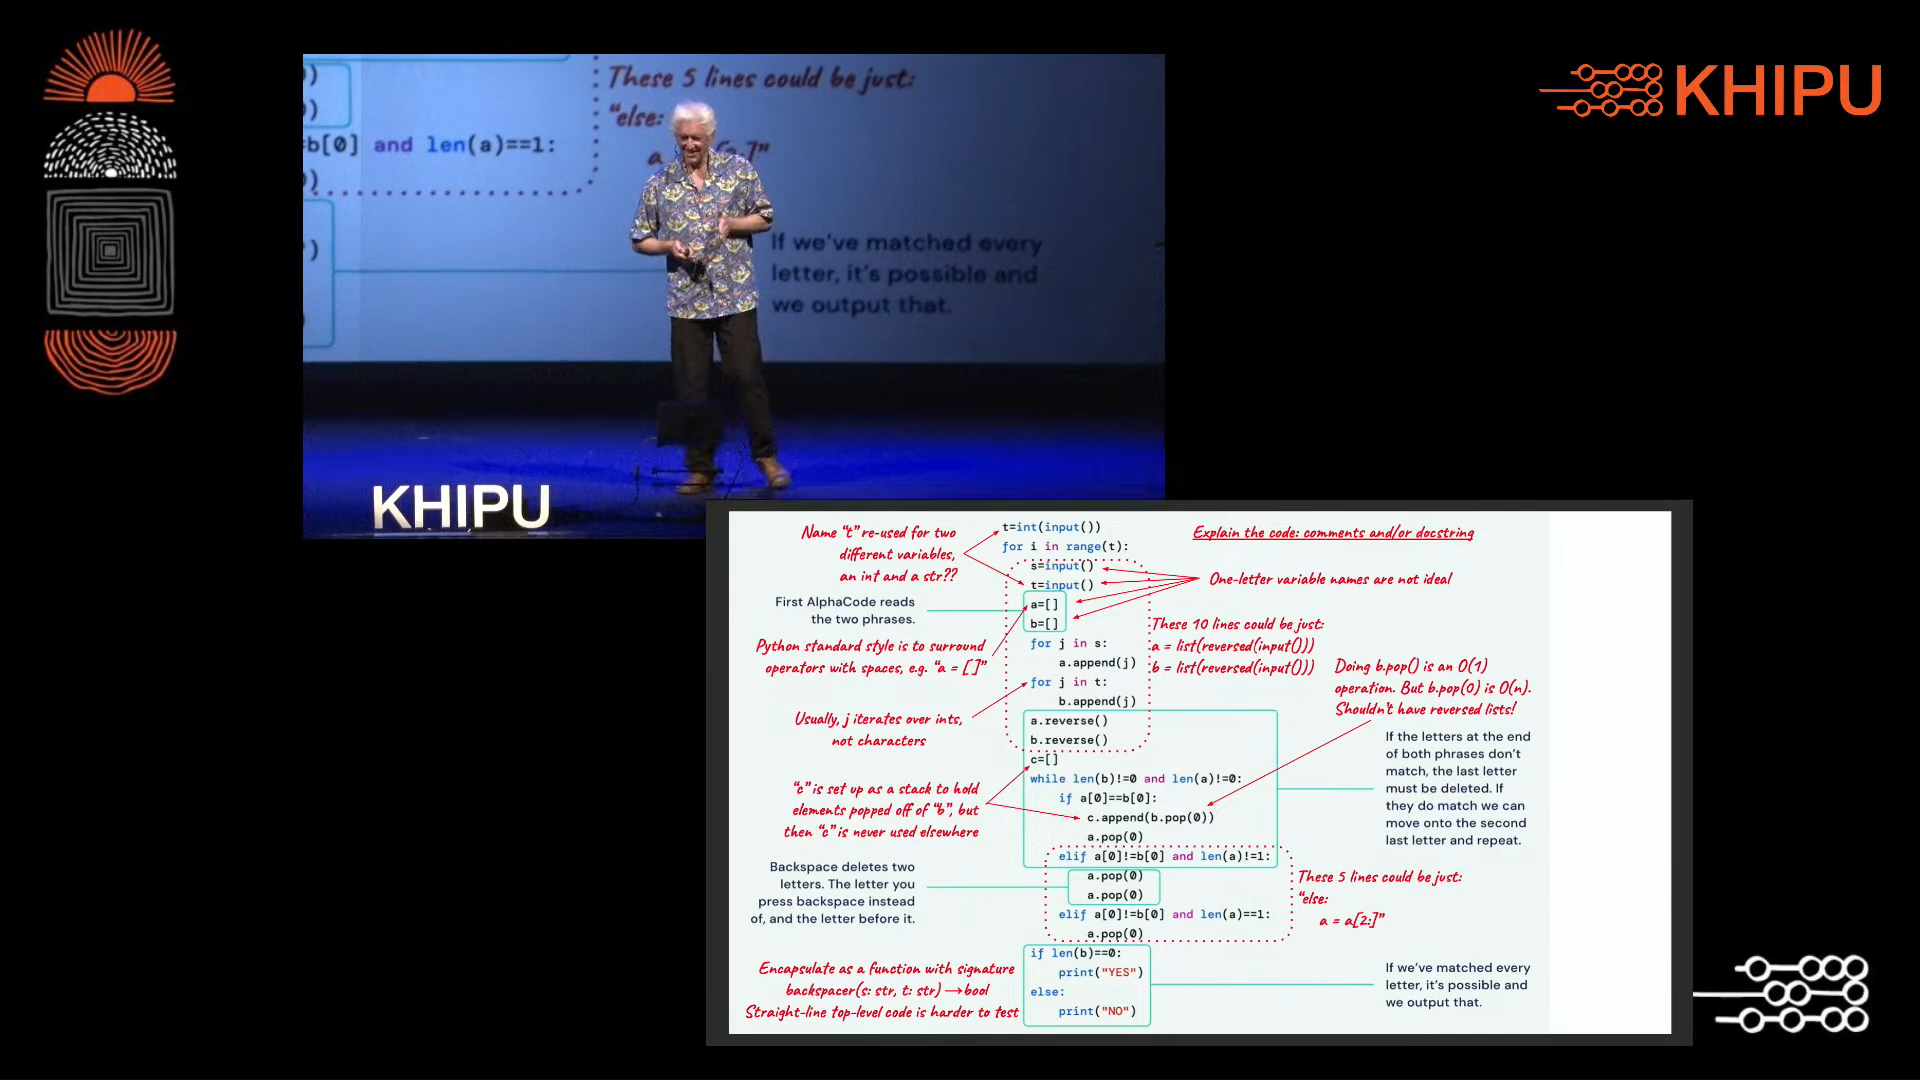 KHIPU
)
)
b[0] and len(a)==1:
)
')
These 5 lines could be just:
"else:
a
"
If we've matched every
letter, it's possible and
we output that.
KHIPU
Name "t" re-used for two
different variables,
an int and a str??
First AlphaCode reads
the two phrases.
Python standard style is to surround
operators with spaces, e.g. "a = []"
Usually, j iterates over ints,
not characters
"c" is set up as a stack to hold
elements popped off of "b", but
then "c" is never used elsewhere
Backspace deletes two
letters. The letter you
press backspace instead
of, and the letter before it.
Encapsulate as a function with signature
backspacer(s: str, t: str) → bool
Straight-line top-level code is harder to test
t=int(input())
for i in range(t):
s=input()
t=input()
a=[]
b=[]
for j in s:
a.append(j)
for j in t:
b.append(j)
a.reverse()
b.reverse()
c=[]
while len(b)!=0 and len(a)!=0:
if a[0]==b[0]:
c.append(b.pop(0))
a.pop(0)
elif a[0]!=b[0] and len(a)!=1:
a.pop(0)
a.pop(0)
elif a[0]!=b[0] and len(a)==1:
a.pop(0)
if len(b)==0:
print("YES")
else:
print("NO")
Explain the code: comments and/or docstring
One-letter variable names are not ideal
These 10 lines could be just:
a = list(reversed(input()))
b = list(reversed(input()))
Doing b.pop() is an O(1)
operation. But b.pop(0) is O(n).
Shouldn't have reversed lists!
If the letters at the end
of both phrases don't
match, the last letter
must be deleted. If
they do match we can
move onto the second
last letter and repeat.
These 5 lines could be just:
"else:
a = a[2:]"
If we've matched every
letter, it's possible and
we output that.